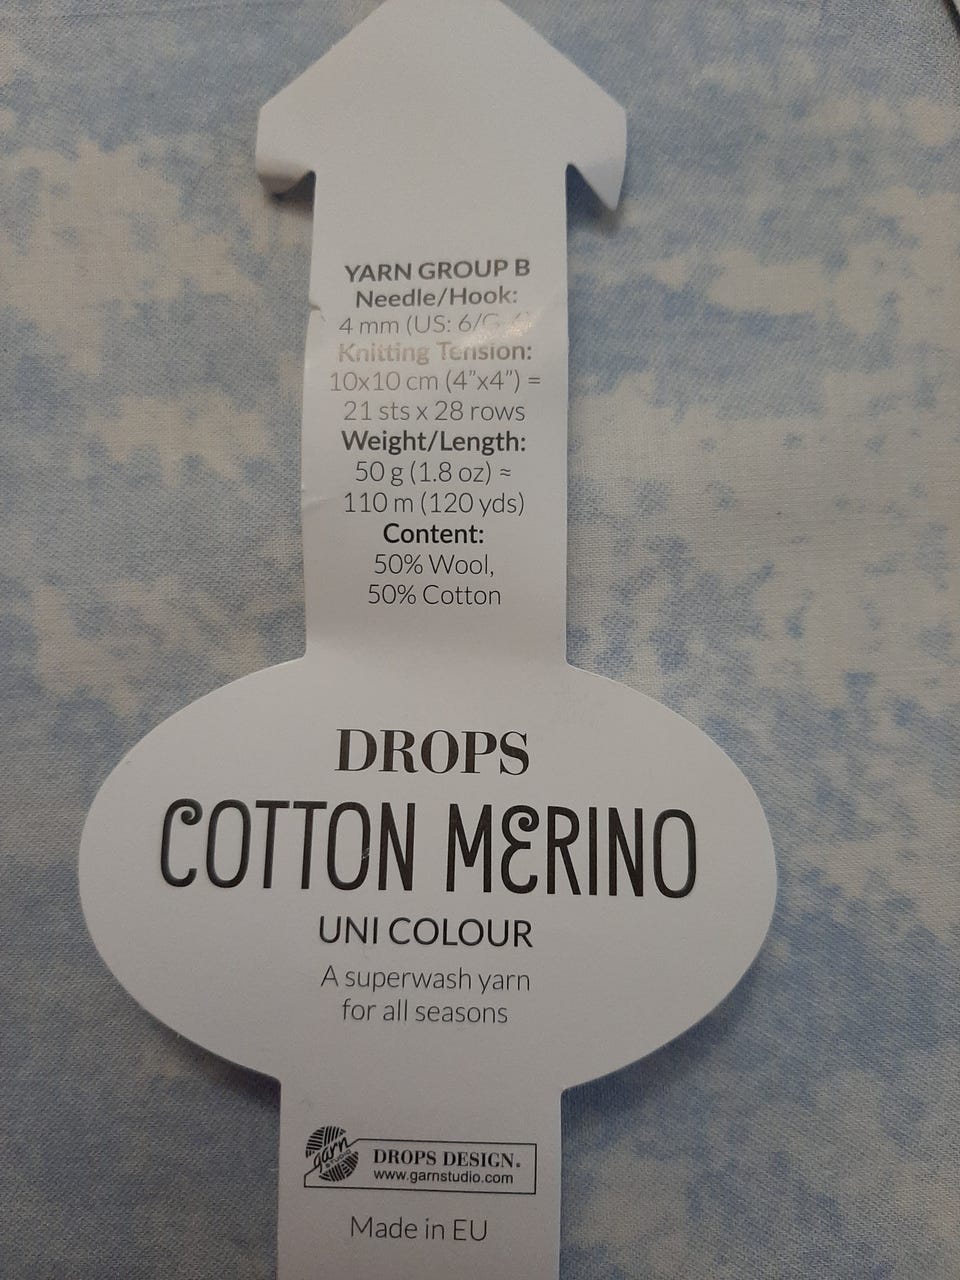 YARN GROUP B
Needle/Hook:
4 mm (US: 6/G-6)
Knitting Tension:
10x10 cm (4”x4”) =
21 sts x 28 rows
Weight/Length:
50 g (1.8 oz) ≈
110 m (120 yds)
Content:
50% Wool,
50% Cotton
DROPS
COTTON MERINO
UNI COLOUR
A superwash yarn
for all seasons
garn
STUDIO
DROPS DESIGN.
www.garnstudio.com
Made in EU